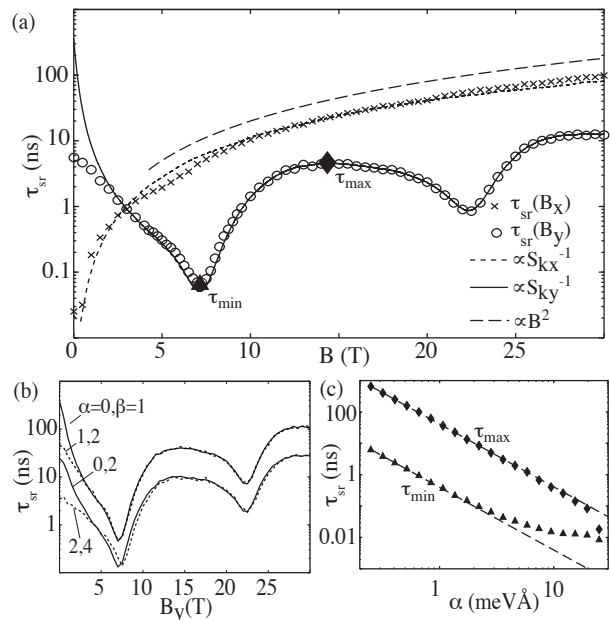 (a)
100
10
1
0.1
τsr (ns)
0 5 10 15 20 25
B (T)
τmax
τmin
τsr(Bx)
τsr(By)
∝Skx⁻¹
∝Sky⁻¹
∝B²
(b)
α=0,β=1
1,2
0,2
2,4
100
10
1
τsr (ns)
0 5 10 15 20 25
By(T)
(c)
100
1
0.01
τsr (ns)
τmax
τmin
1 10
α (meVÅ)